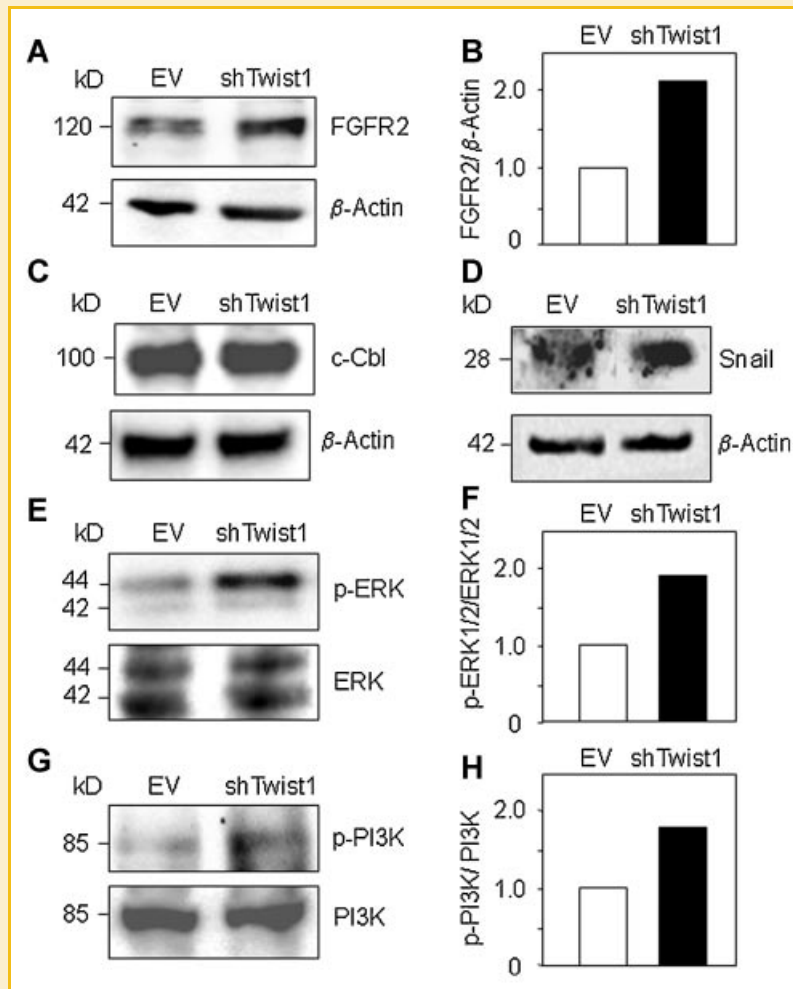 A
kD EV shTwist1
120 FGFR2
42 β-Actin
B
EV shTwist1
FGFR2/β-Actin
2.0
1.0
0
C
kD EV shTwist1
100 c-Cbl
42 β-Actin
D
kD EV shTwist1
28 Snail
42 β-Actin
E
kD EV shTwist1
44 p-ERK
42
44 ERK
42
F
EV shTwist1
p-ERK1/2/ERK1/2
2.0
1.0
0
G
kD EV shTwist1
85 p-PI3K
85 PI3K
H
EV shTwist1
p-PI3K/PI3K
2.0
1.0
0